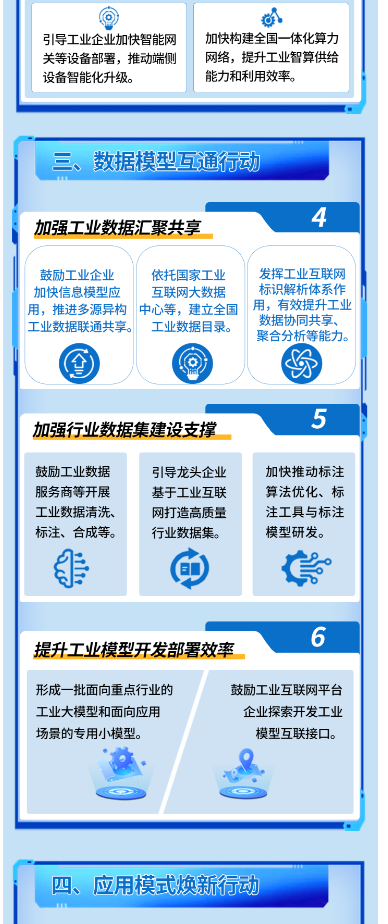 引导工业企业加快智能网
关等设备部署，推动端侧
设备智能化升级。
加快构建全国一体化算力
网络，提升工业智算供给
能力和利用效率。
三、数据模型互通行动
4
加强工业数据汇聚共享
鼓励工业企业
加快信息模型应
用，推进多源异构
工业数据联通共享。
依托国家工业
互联网大数据
中心等，建立全国
工业数据目录。
发挥工业互联网
标识解析体系作
用，有效提升工业
数据协同共享、
聚合分析等能力。
5
加强行业数据集建设支撑
鼓励工业数据
服务商等开展
工业数据清洗、
标注、合成等。
引导龙头企业
基于工业互联
网打造高质量
行业数据集。
加快推动标注
算法优化、标
注工具与标注
模型研发。
6
提升工业模型开发部署效率
形成一批面向重点行业的
工业大模型和面向应用
场景的专用小模型。
鼓励工业互联网平台
企业探索开发工业
模型互联接口。
四、应用模式焕新行动